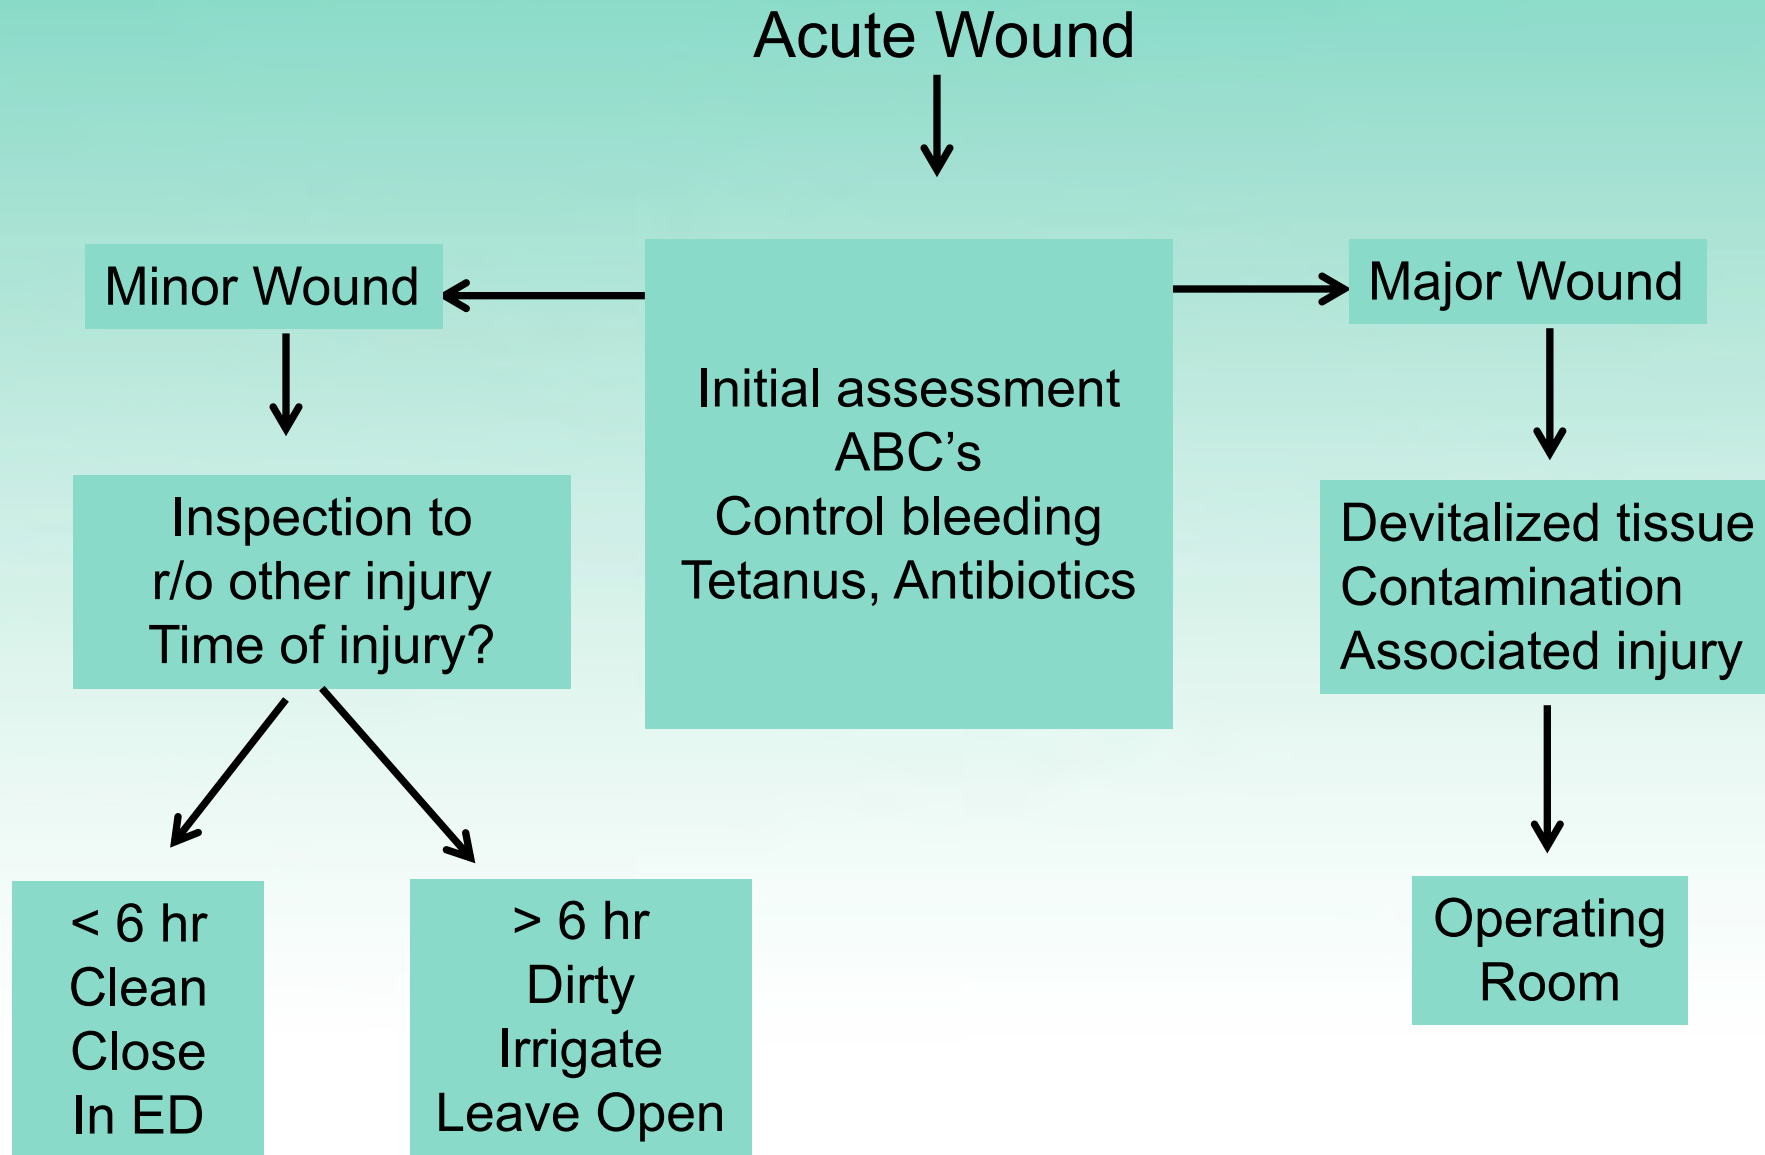 Acute Wound
Minor Wound
Initial assessment
ABC’s
Control bleeding
Tetanus, Antibiotics
Major Wound
Inspection to
r/o other injury
Time of injury?
Devitalized tissue
Contamination
Associated injury
< 6 hr
Clean
Close
In ED
> 6 hr
Dirty
Irrigate
Leave Open
Operating
Room